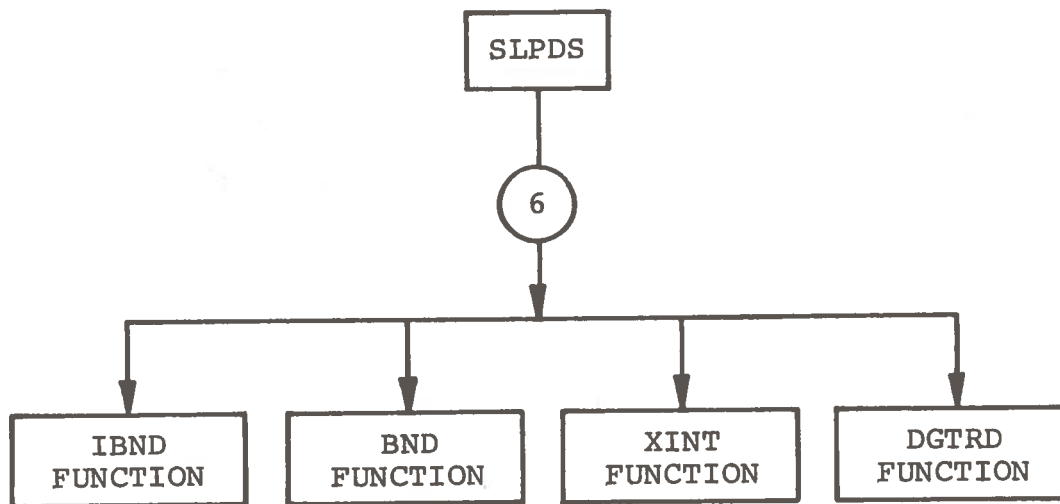 SLPDS
6
IBND
FUNCTION
BND
FUNCTION
XINT
FUNCTION
DGTRD
FUNCTION